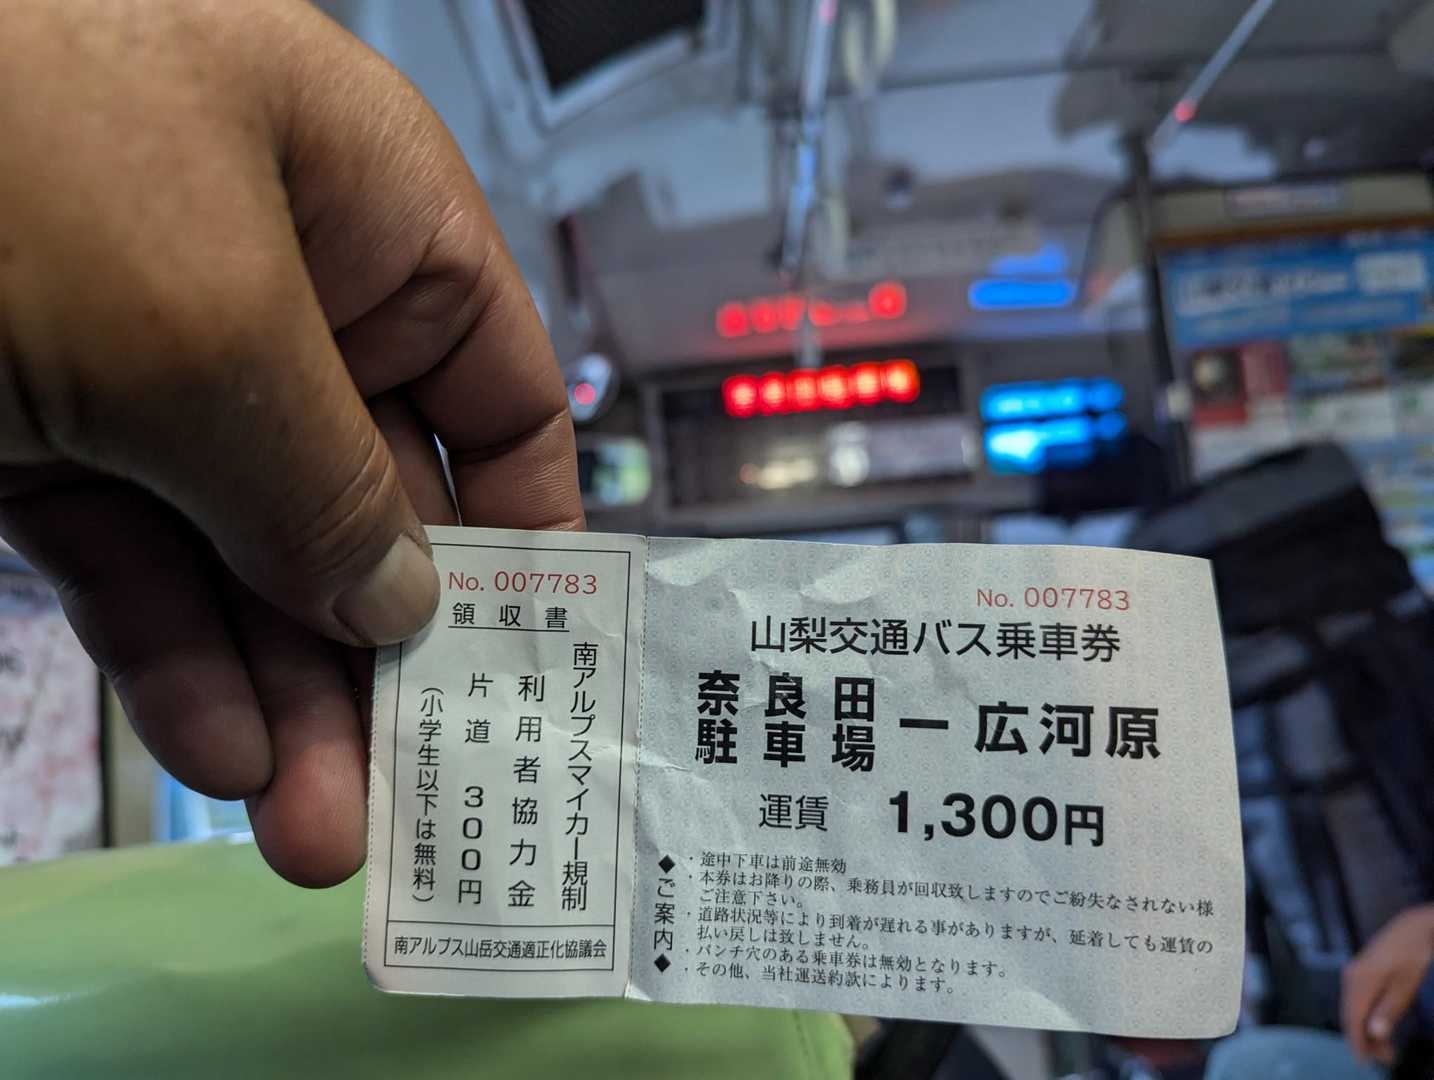 No. 007783
領収書
南アルプスマイカー規制
利用者協力金
片道 300円
(小学生以下は無料)
南アルプス山岳交通適正化協議会
No. 007783
山梨交通バス乗車券
奈良田駐車場ー広河原
運賃 1,300円
◆ご案内◆
・途中下車は前途無効
・本券はお降りの際、乗務員が回収致しますのでご紛失なされない様
ご注意下さい。
・道路状況等により到着が遅れる事がありますが、延着しても運賃の
払い戻しは致しません。
・パンチ穴のある乗車券は無効となります。
・その他、当社運送約款によります。